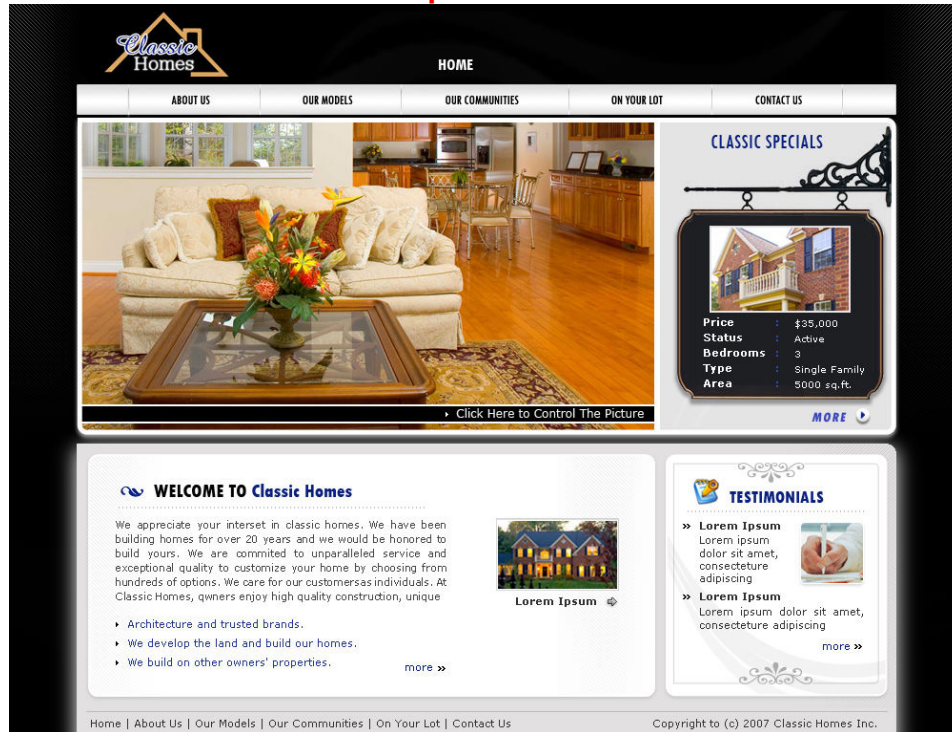 Classic
Homes
HOME
ABOUT US
OUR MODELS
OUR COMMUNITIES
ON YOUR LOT
CONTACT US
CLASSIC SPECIALS
Price : $35,000
Status : Active
Bedrooms : 3
Type : Single Family
Area : 5000 sq.ft.
Click Here to Control The Picture
MORE
WELCOME TO Classic Homes
We appreciate your interset in classic homes. We have been
building homes for over 20 years and we would be honored to
build yours. We are commited to unparalleled service and
exceptional quality to customize your home by choosing from
hundreds of options. We care for our customersas individuals. At
Classic Homes, qwners enjoy high quality construction, unique
Architecture and trusted brands.
We develop the land and build our homes.
We build on other owners' properties.
more »
Lorem Ipsum
TESTIMONIALS
» Lorem Ipsum
Lorem ipsum
dolor sit amet,
consecteture
adipiscing
» Lorem Ipsum
Lorem ipsum dolor sit amet,
consecteture adipiscing
more »
Home | About Us | Our Models | Our Communities | On Your Lot | Contact Us
Copyright to (c) 2007 Classic Homes Inc.